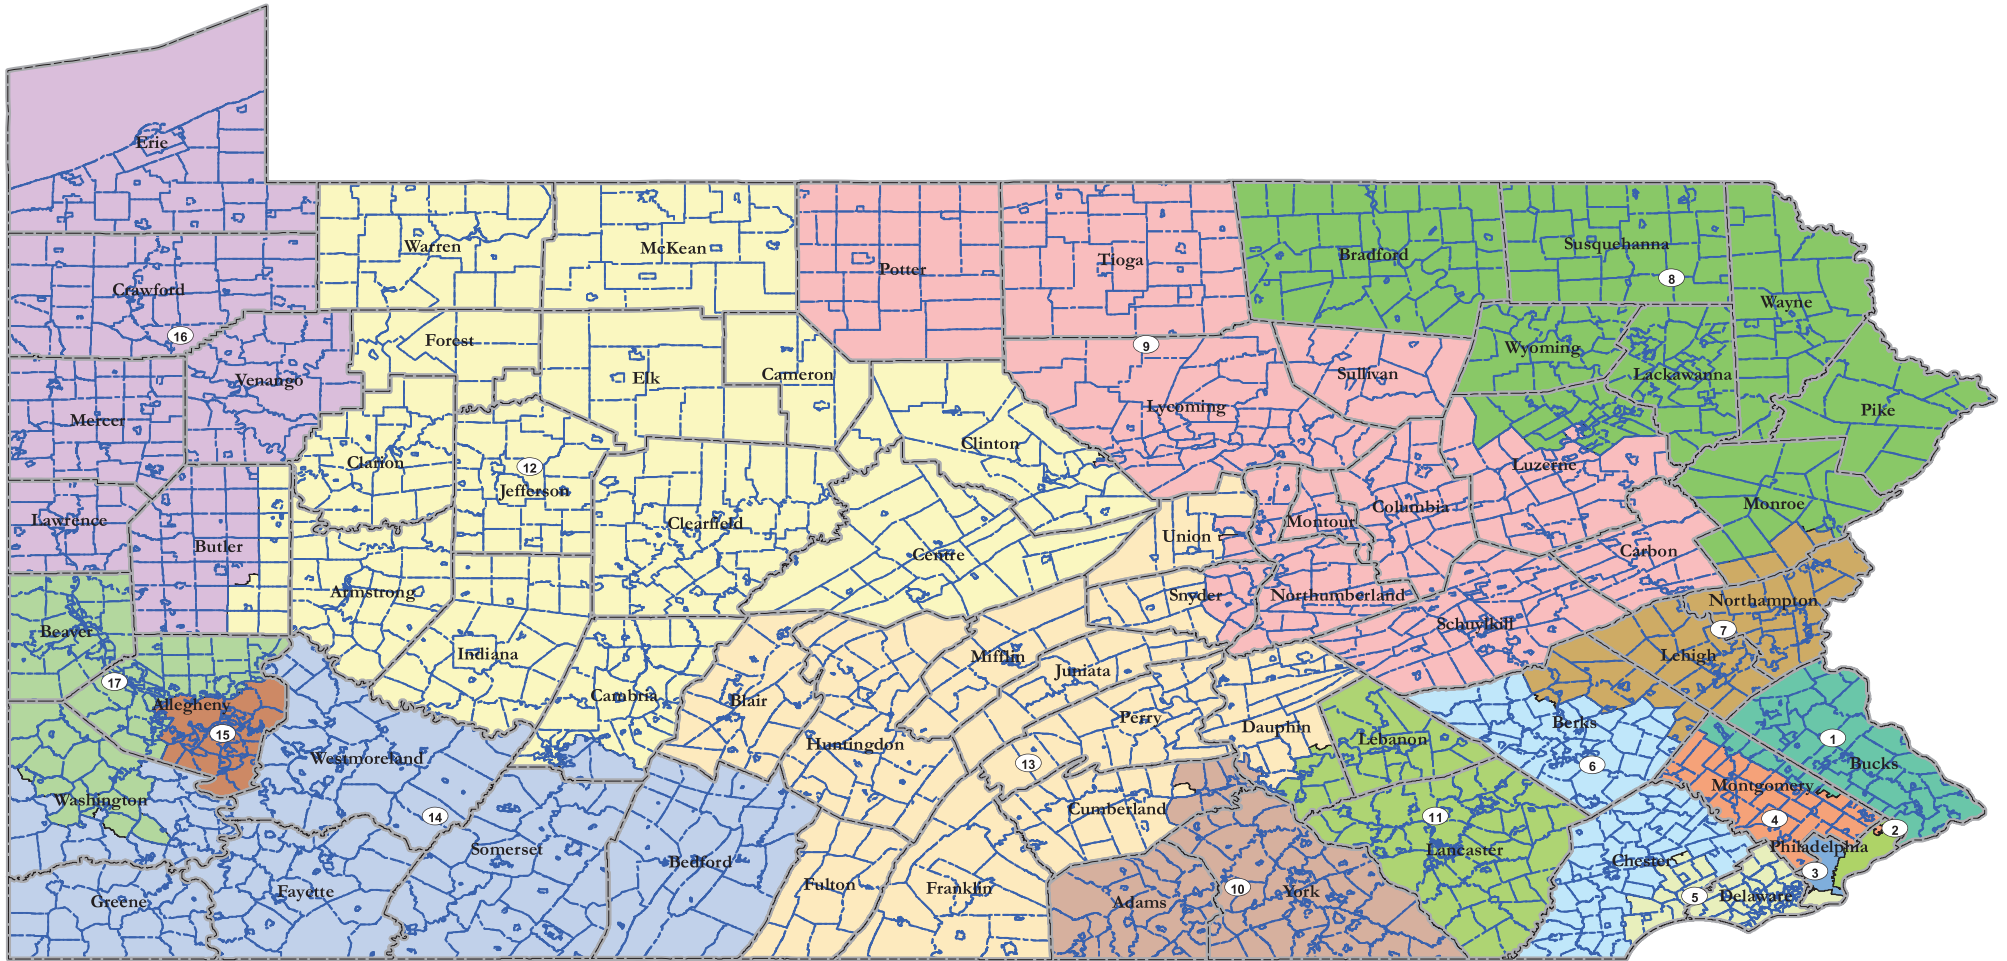 Erie
Warren
McKean
Potter
Tioga
Bradford
Susquehanna
8
Wayne
Crawford
16
Forest
9
Wyoming
Lackawanna
Venango
Elk
Cameron
Sullivan
Mercer
Lycoming
Pike
Clinton
Clarion
12
Jefferson
Luzerne
Lawrence
Clearfield
Montour
Columbia
Monroe
Butler
Centre
Union
Carbon
Armstrong
Snyder
Northumberland
Northampton
Beaver
Schuylkill
7
Indiana
Mifflin
Juniata
Lehigh
17
Cambria
Blair
Allegheny
15
Perry
Dauphin
Berks
Huntingdon
Lebanon
1
Westmoreland
13
6
Bucks
Washington
14
Cumberland
11
Montgomery
4
2
Somerset
Bedford
Lancaster
Chester
Philadelphia
3
Greene
Fayette
Fulton
Franklin
Adams
10
York
5
Delaware